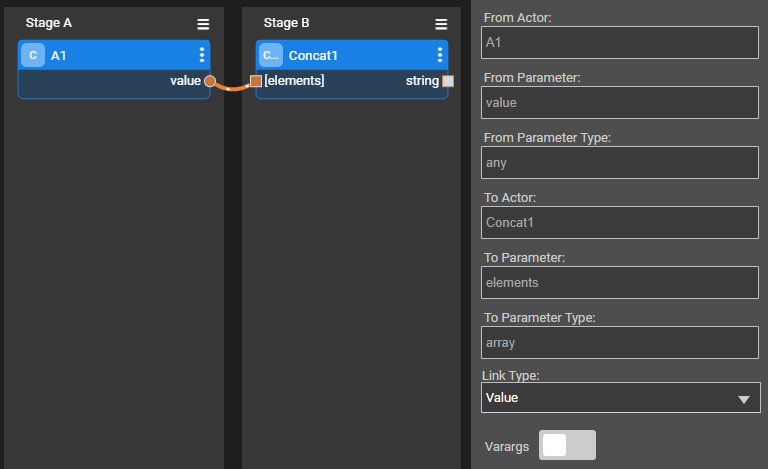 Stage A
C
A1
value
Stage B
C...
Concat1
[elements]
string
From Actor:
A1
From Parameter:
value
From Parameter Type:
any
To Actor:
Concat1
To Parameter:
elements
To Parameter Type:
array
Link Type:
Value
Varargs